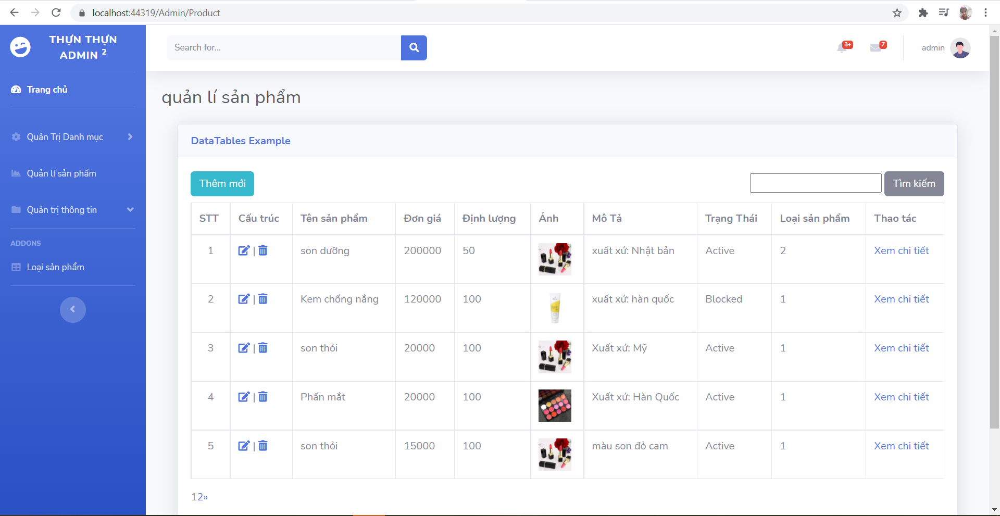 localhost:44319/Admin/Product
THỰN THỰN
ADMIN 2
Search for...
3+
7
admin
Trang chủ
quản lí sản phẩm
Quản Trị Danh mục
Quản lí sản phẩm
Quản trị thông tin
ADDONS
Loại sản phẩm
DataTables Example
Thêm mới
Tìm kiếm
STT Cấu trúc Tên sản phẩm Đơn giá Định lượng Ảnh Mô Tả Trạng Thái Loại sản phẩm Thao tác
1 | son dưỡng 200000 50 xuất xứ: Nhật bản Active 2 Xem chi tiết
2 | Kem chống nắng 120000 100 xuất xứ: hàn quốc Blocked 1 Xem chi tiết
3 | son thỏi 20000 100 Xuất xứ: Mỹ Active 1 Xem chi tiết
4 | Phấn mắt 20000 100 Xuất xứ: Hàn Quốc Active 1 Xem chi tiết
5 | son thỏi 15000 100 màu son đỏ cam Active 1 Xem chi tiết
12»